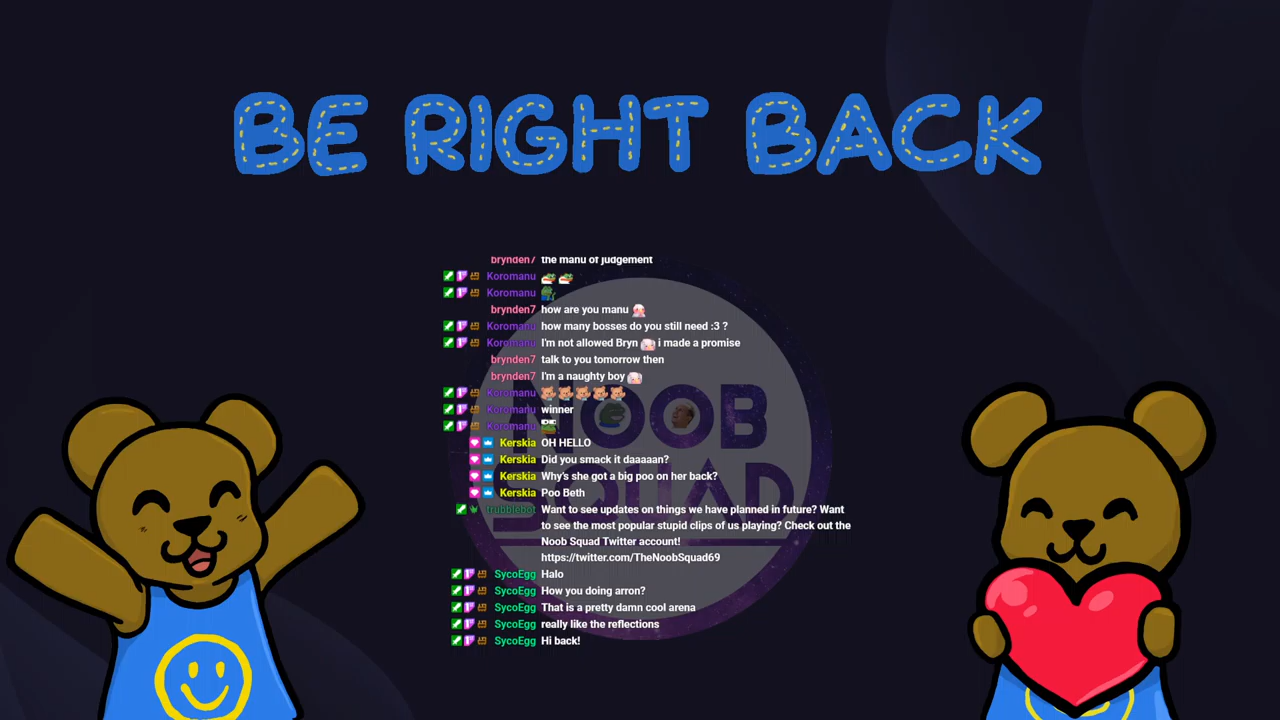 BE RIGHT BACK
brynden7 the manu of judgement
Koromanu
Koromanu
brynden7 how are you manu
Koromanu how many bosses do you still need :3 ?
Koromanu I'm not allowed Bryn i made a promise
brynden7 talk to you tomorrow then
brynden7 I'm a naughty boy
Koromanu
Koromanu winner
Koromanu
Kerskia OH HELLO
Kerskia Did you smack it daaaaan?
Kerskia Why's she got a big poo on her back?
Kerskia Poo Beth
trubblebot Want to see updates on things we have planned in future? Want
to see the most popular stupid clips of us playing? Check out the
Noob Squad Twitter account!
https://twitter.com/TheNoobSquad69
SycoEgg Halo
SycoEgg How you doing arron?
SycoEgg That is a pretty damn cool arena
SycoEgg really like the reflections
SycoEgg Hi back!
NOOB
SQUAD